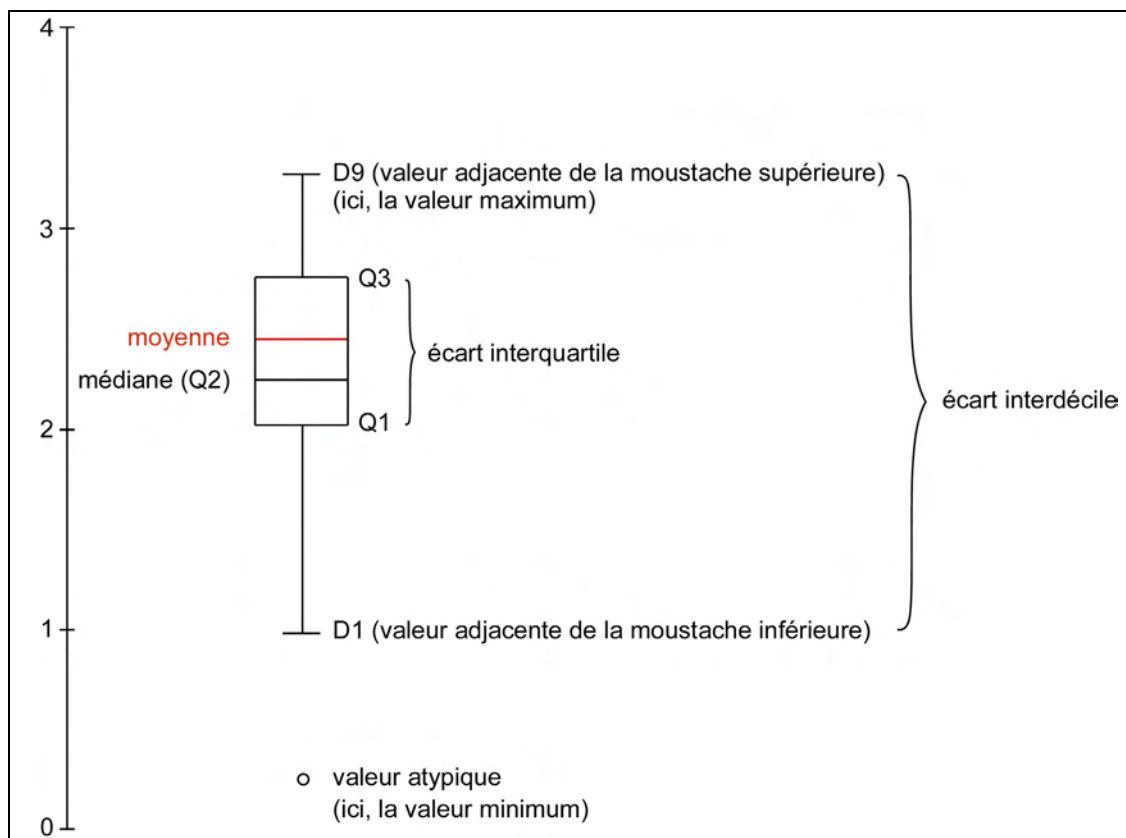 4
D9 (valeur adjacente de la moustache supérieure)
(ici, la valeur maximum)
3
Q3
moyenne
écart interquartile
médiane (Q2)
écart interdécile
Q1
2
1
D1 (valeur adjacente de la moustache inférieure)
valeur atypique
(ici, la valeur minimum)
0